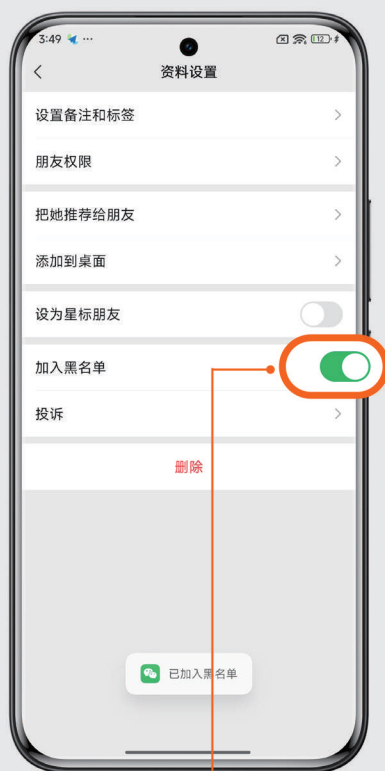 3:49 ...
12
资料设置
设置备注和标签
朋友权限
把她推荐给朋友
添加到桌面
设为星标朋友
加入黑名单
投诉
删除
已加入黑名单